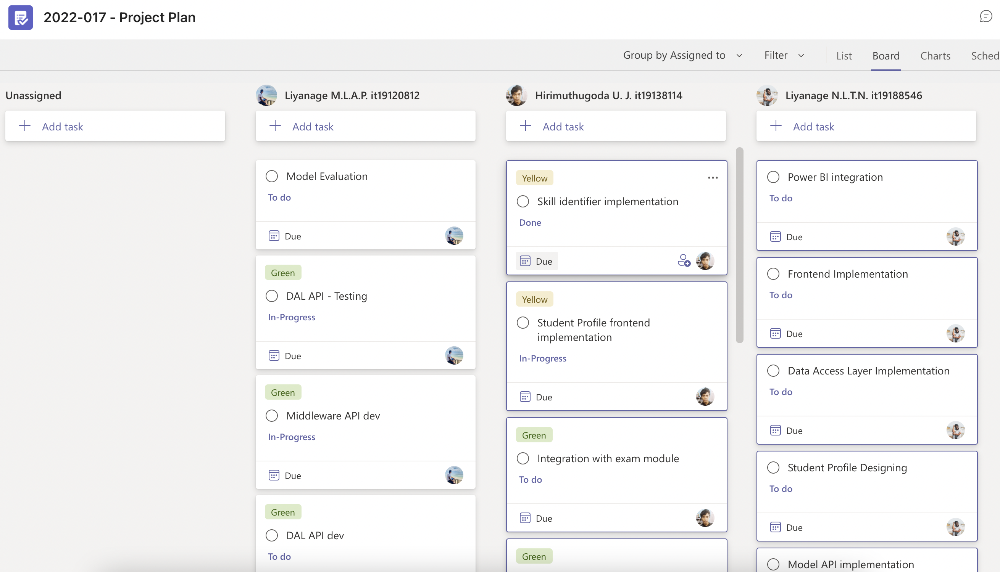 2022-017 - Project Plan
Group by Assigned to
Filter
List
Board
Charts
Sched
Unassigned
Add task
Liyanage M.L.A.P. it19120812
Add task
Model Evaluation
To do
Due
Green
DAL API - Testing
In-Progress
Due
Green
Middleware API dev
In-Progress
Due
Green
DAL API dev
To do
Hirimuthugoda U. J. it19138114
Add task
Yellow
Skill identifier implementation
Done
Due
Yellow
Student Profile frontend
implementation
In-Progress
Due
Green
Integration with exam module
To do
Due
Green
Liyanage N.L.T.N. it19188546
Add task
Power BI integration
To do
Due
Frontend Implementation
To do
Due
Data Access Layer Implementation
To do
Due
Student Profile Designing
To do
Due
Model API implementation